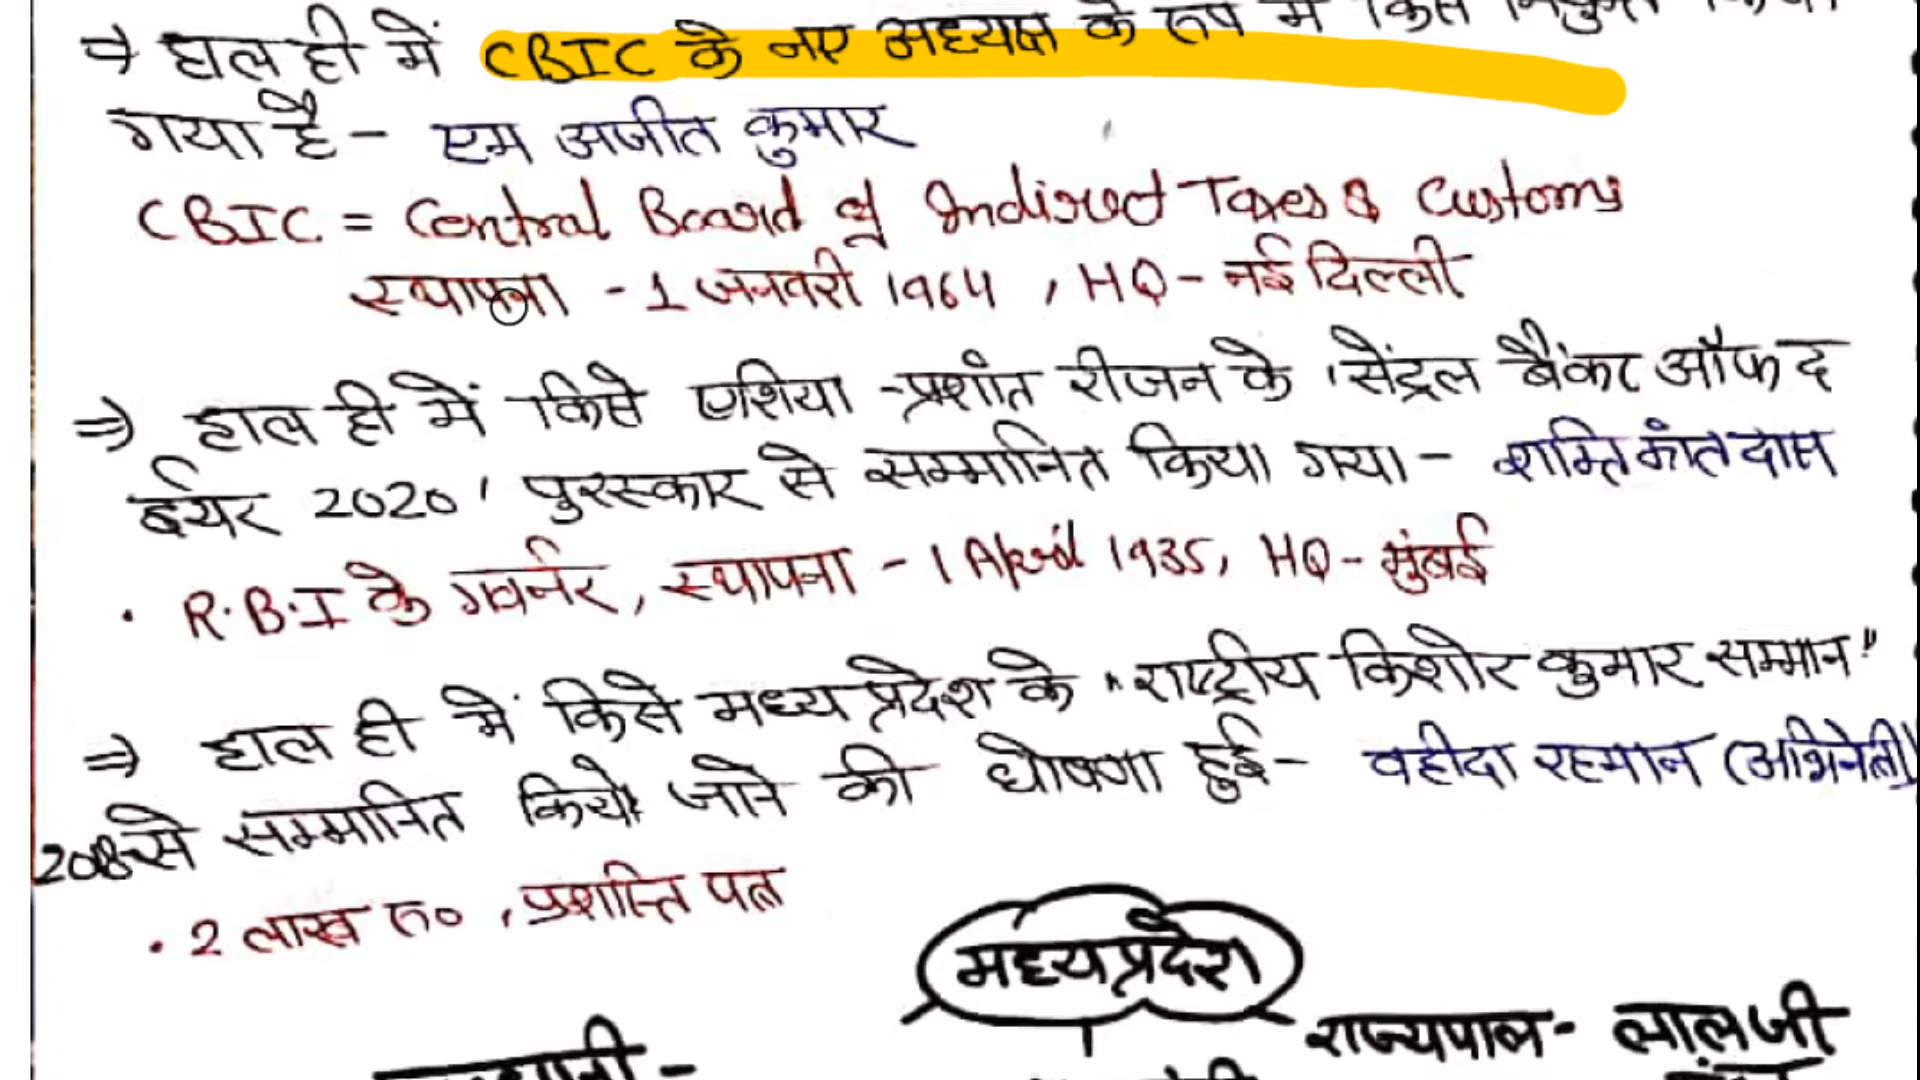 ⇒ हाल ही में CBIC के नए अध्यक्ष के रूप में किसे नियुक्त किया
गया है - एम अजीत कुमार
CBIC = Central Board of Indirect Taxes & Customs
स्थापना - 1 जनवरी 1964 , HQ - नई दिल्ली
⇒ हाल ही में किसे एशिया -प्रशांत रीजन के 'सेंट्रल बैंकर ऑफ द
ईयर 2020' पुरस्कार से सम्मानित किया गया - शक्तिकांत दास
. R.B.I के गवर्नर, स्थापना - 1 April 1935, HQ - मुंबई
⇒ हाल ही में किसे मध्य प्रदेश के "राष्ट्रीय किशोर कुमार सम्मान"
2018 से सम्मानित किये जाने की घोषणा हुई - वहीदा रहमान (अभिनेत्री)
. 2 लाख रु० , प्रशस्ति पत्र
मध्यप्रदेश
राज्यपाल - लालजी